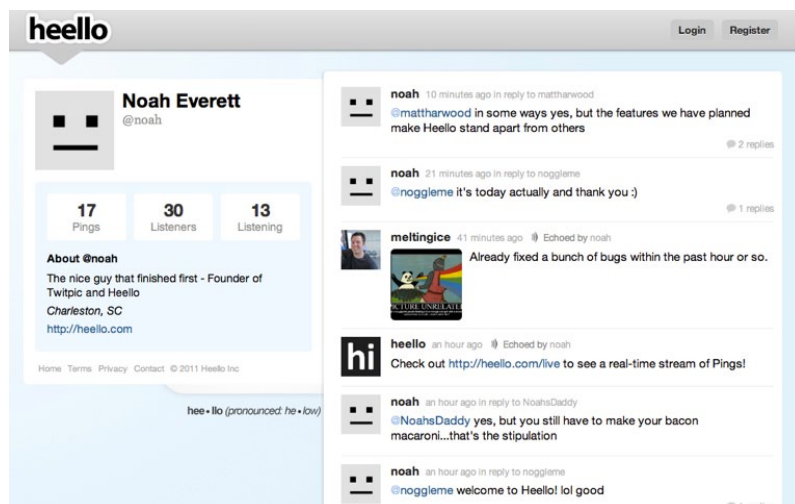 heello
Login
Register
Noah Everett
@noah
17
Pings
30
Listeners
13
Listening
About @noah
The nice guy that finished first - Founder of
Twitpic and Heello
Charleston, SC
http://heello.com
Home Terms Privacy Contact © 2011 Heello Inc
hee•llo (pronounced: he•low)
noah 10 minutes ago in reply to mattharwood
@mattharwood in some ways yes, but the features we have planned
make Heello stand apart from others
2 replies
noah 21 minutes ago in reply to noggleme
@noggleme it's today actually and thank you :)
1 replies
meltingice 41 minutes ago Echoed by noah
Already fixed a bunch of bugs within the past hour or so.
PICTURE UNRELATED
heello an hour ago Echoed by noah
hi
Check out http://heello.com/live to see a real-time stream of Pings!
noah an hour ago in reply to NoahsDaddy
@NoahsDaddy yes, but you still have to make your bacon
macaroni...that's the stipulation
noah an hour ago in reply to noggleme
@noggleme welcome to Heello! lol good